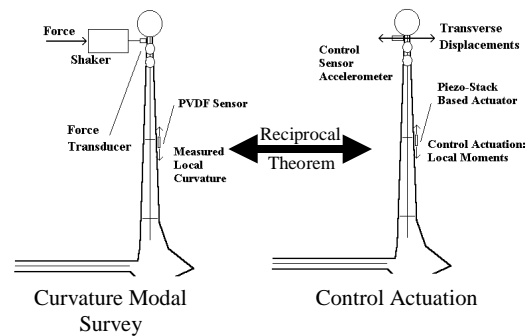 Force
Shaker
Force
Transducer
PVDF Sensor
Measured
Local
Curvature
Curvature Modal
Survey
Reciprocal
Theorem
Transverse
Displacements
Control
Sensor
Accelerometer
Piezo-Stack
Based Actuator
Control Actuation:
Local Moments
Control Actuation